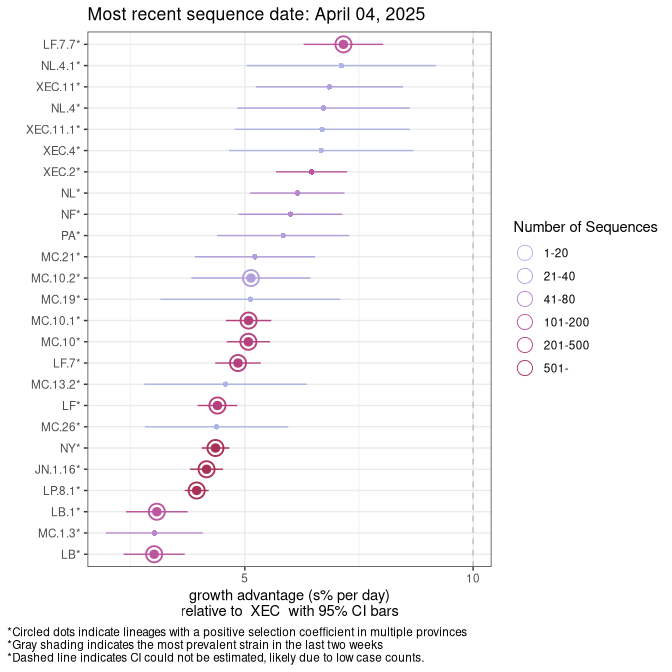 Most recent sequence date: April 04, 2025
LF.7.7*
NL.4.1*
XEC.11*
NL.4*
XEC.11.1*
XEC.4*
XEC.2*
NL*
NF*
PA*
MC.21*
MC.10.2*
MC.19*
MC.10.1*
MC.10*
LF.7*
MC.13.2*
LF*
MC.26*
NY*
JN.1.16*
LP.8.1*
LB.1*
MC.1.3*
LB*
5 10
growth advantage (s% per day)
relative to XEC with 95% CI bars
Number of Sequences
1-20
21-40
41-80
101-200
201-500
501-
*Circled dots indicate lineages with a positive selection coefficient in multiple provinces
*Gray shading indicates the most prevalent strain in the last two weeks
*Dashed line indicates CI could not be estimated, likely due to low case counts.